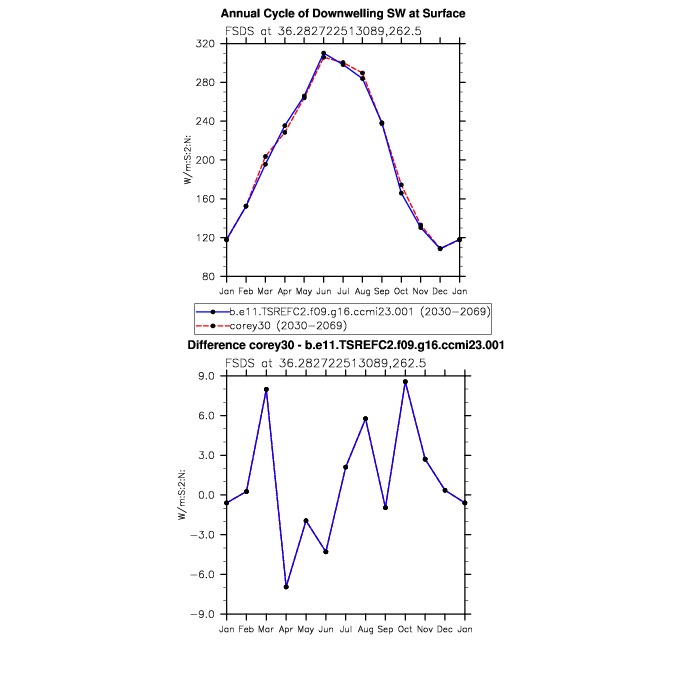 Annual Cycle of Downwelling SW at Surface
FSDS at 36.282722513089,262.5
320
280
240
200
160
120
80
W/m:S:2:N:
Jan Feb Mar Apr May Jun Jul Aug Sep Oct Nov Dec Jan
b.e11.TSREFC2.f09.g16.ccmi23.001 (2030-2069)
corey30 (2030-2069)
Difference corey30 - b.e11.TSREFC2.f09.g16.ccmi23.001
FSDS at 36.282722513089,262.5
9.0
6.0
3.0
0.0
-3.0
-6.0
-9.0
W/m:S:2:N:
Jan Feb Mar Apr May Jun Jul Aug Sep Oct Nov Dec Jan